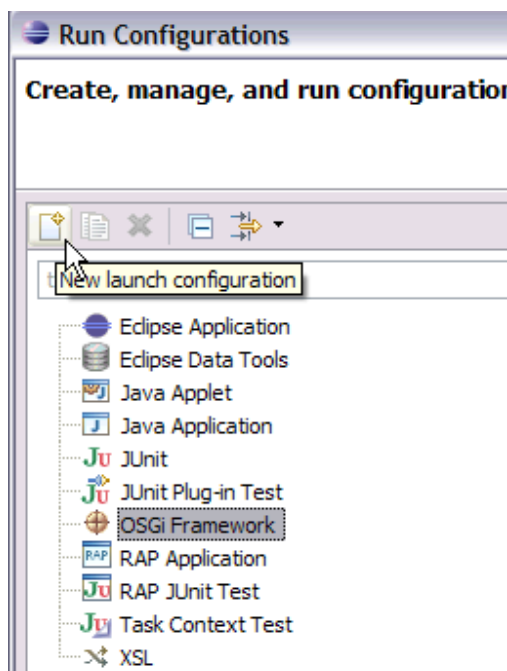 Run Configurations
Create, manage, and run configuration
New launch configuration
Eclipse Application
Eclipse Data Tools
Java Applet
Java Application
JUnit
JUnit Plug-in Test
OSGi Framework
RAP Application
RAP JUnit Test
Task Context Test
XSL